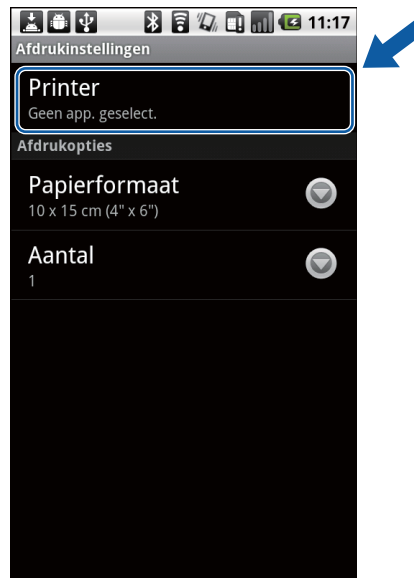 11:17
Afdrukinstellingen
Printer
Geen app. geselect.
Afdrukopties
Papierformaat
10 x 15 cm (4" x 6")
Aantal
1